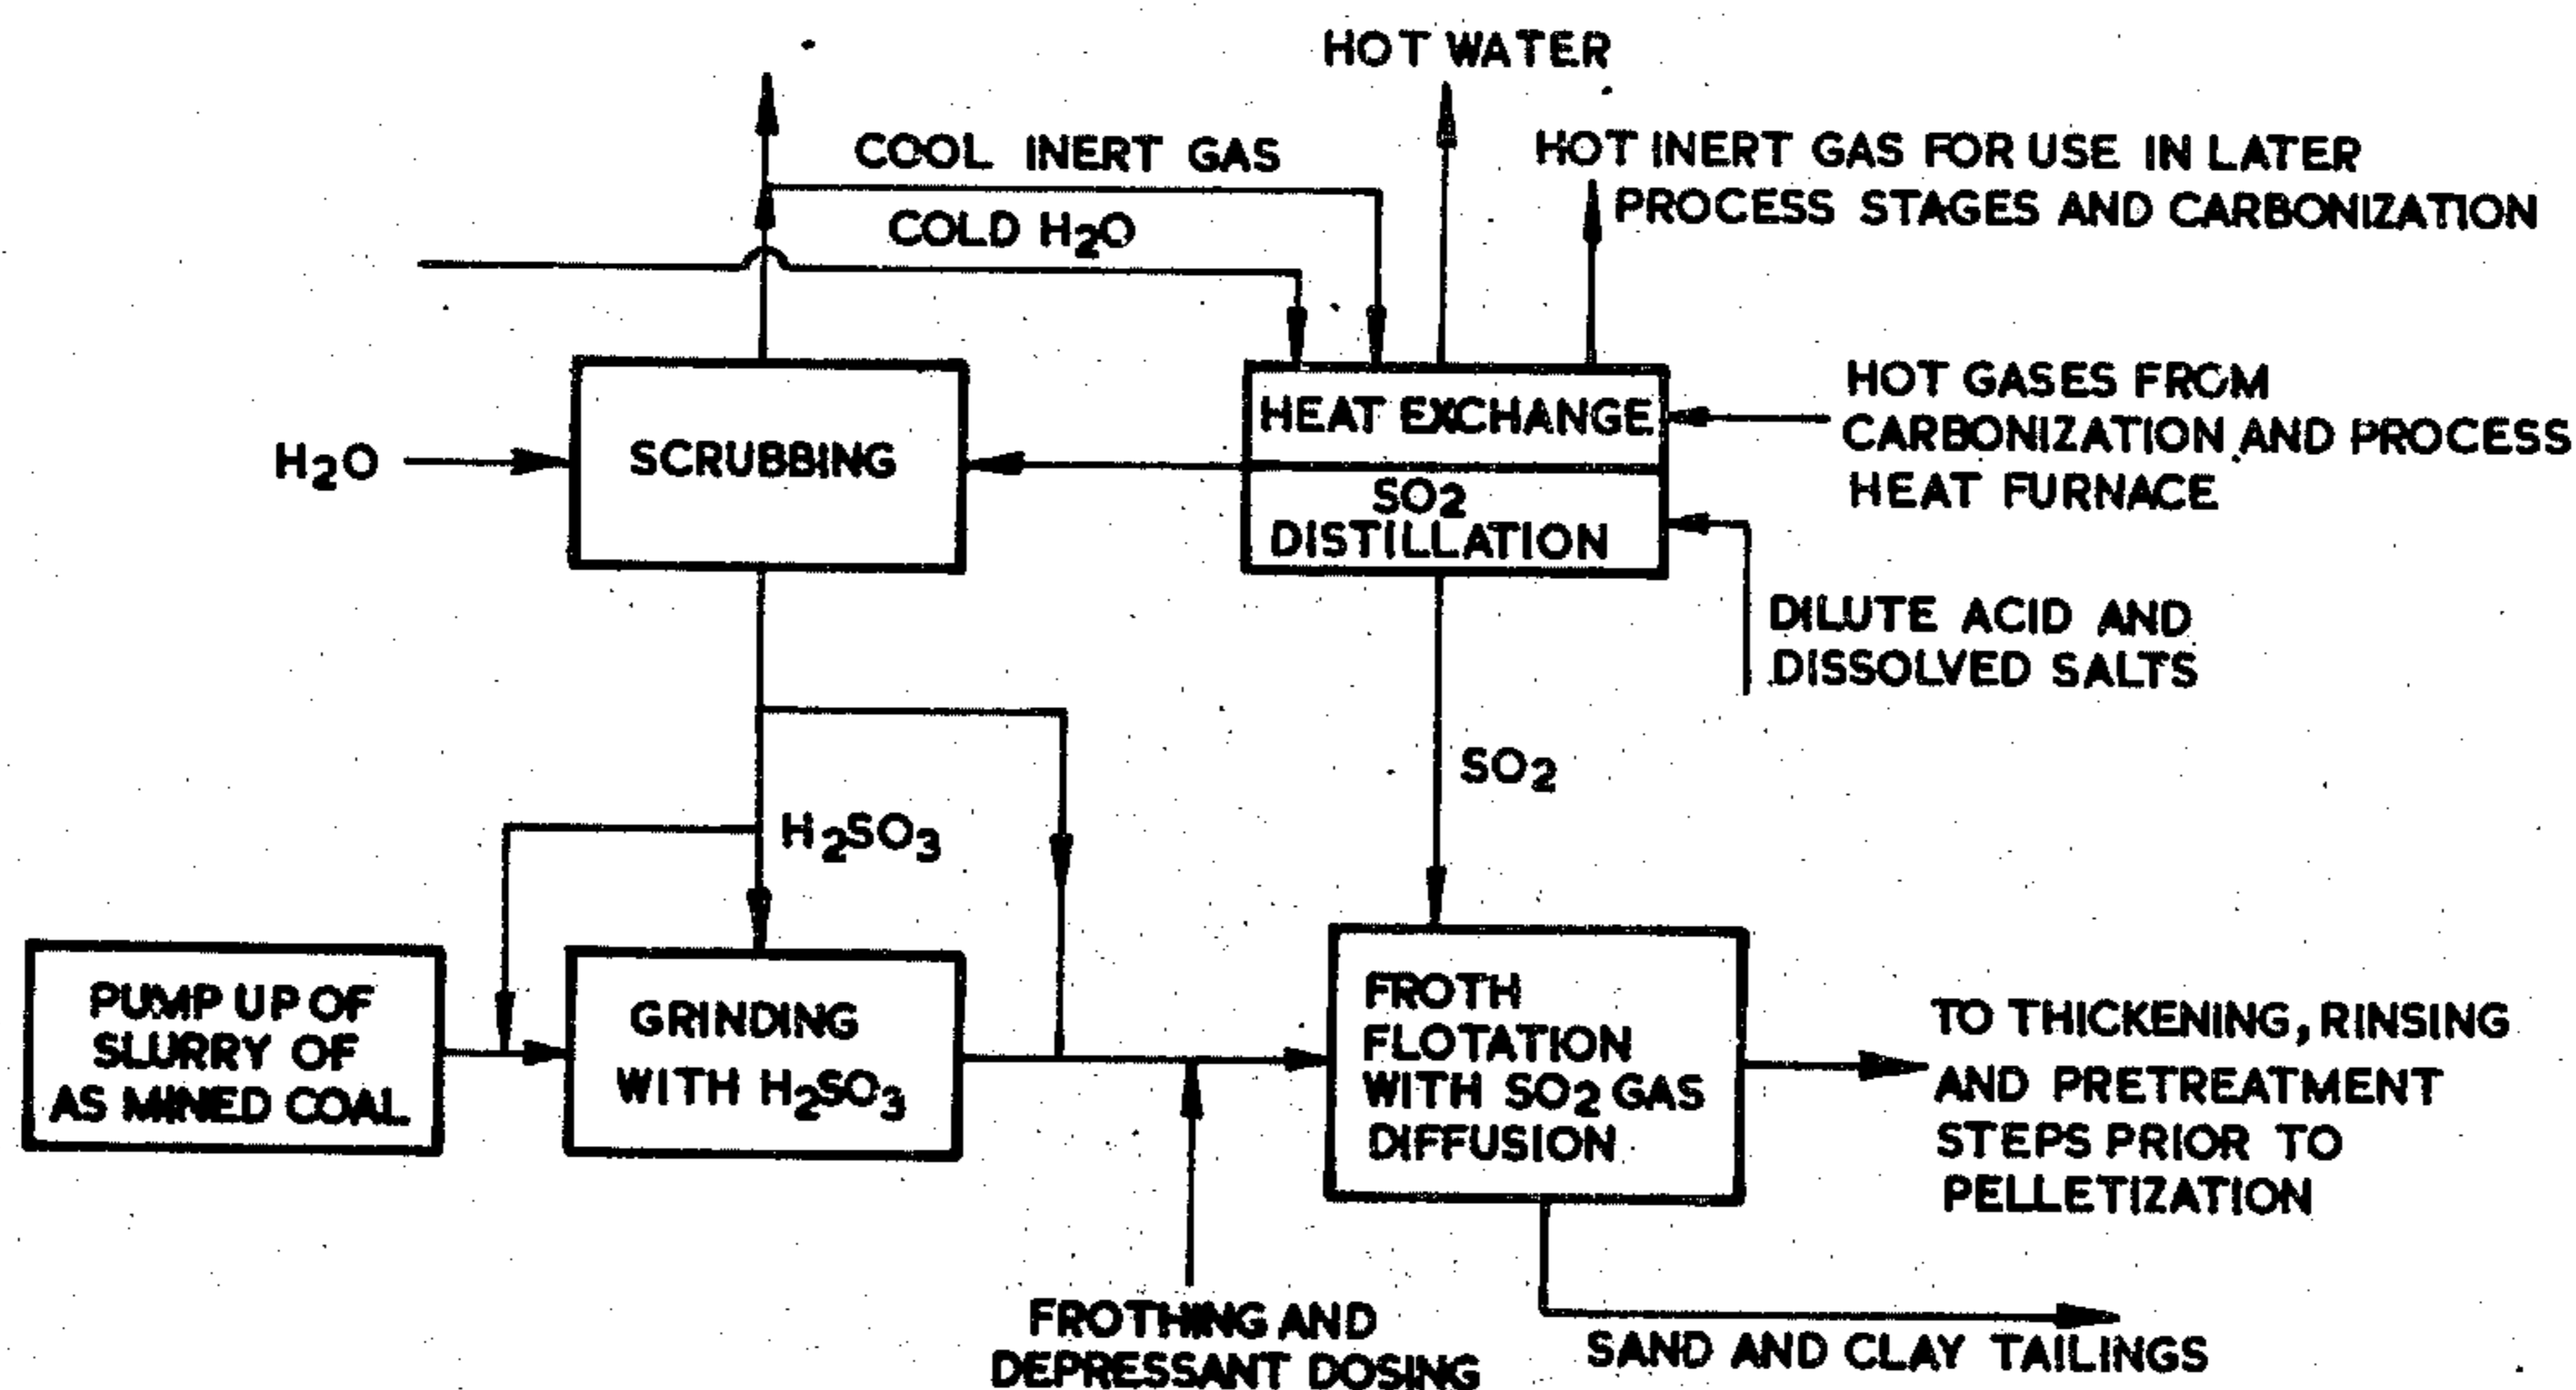 HOT WATER
COOL INERT GAS
HOT INERT GAS FOR USE IN LATER
PROCESS STAGES AND CARBONIZATION
COLD H₂O
HEAT EXCHANGE
HOT GASES FROM
CARBONIZATION AND PROCESS
HEAT FURNACE
H₂O
SCRUBBING
SO₂
DISTILLATION
DILUTE ACID AND
DISSOLVED SALTS
SO₂
H₂SO₃
PUMP UP OF
SLURRY OF
AS MINED COAL
GRINDING
WITH H₂SO₃
FROTH
FLOTATION
WITH SO₂ GAS
DIFFUSION
TO THICKENING, RINSING
AND PRETREATMENT
STEPS PRIOR TO
PELLETIZATION
FROTHING AND
DEPRESSANT DOSING
SAND AND CLAY TAILINGS